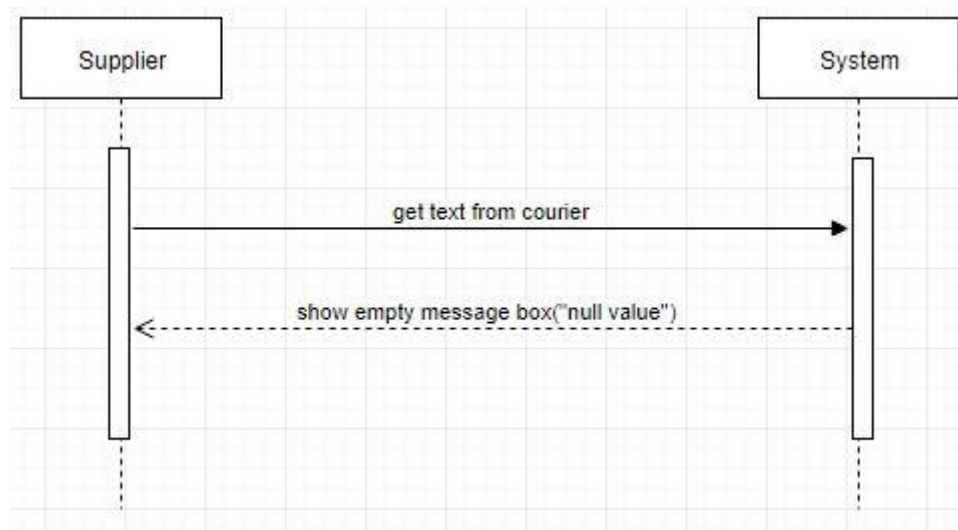 Supplier
System
get text from courier
show empty message box("null value")